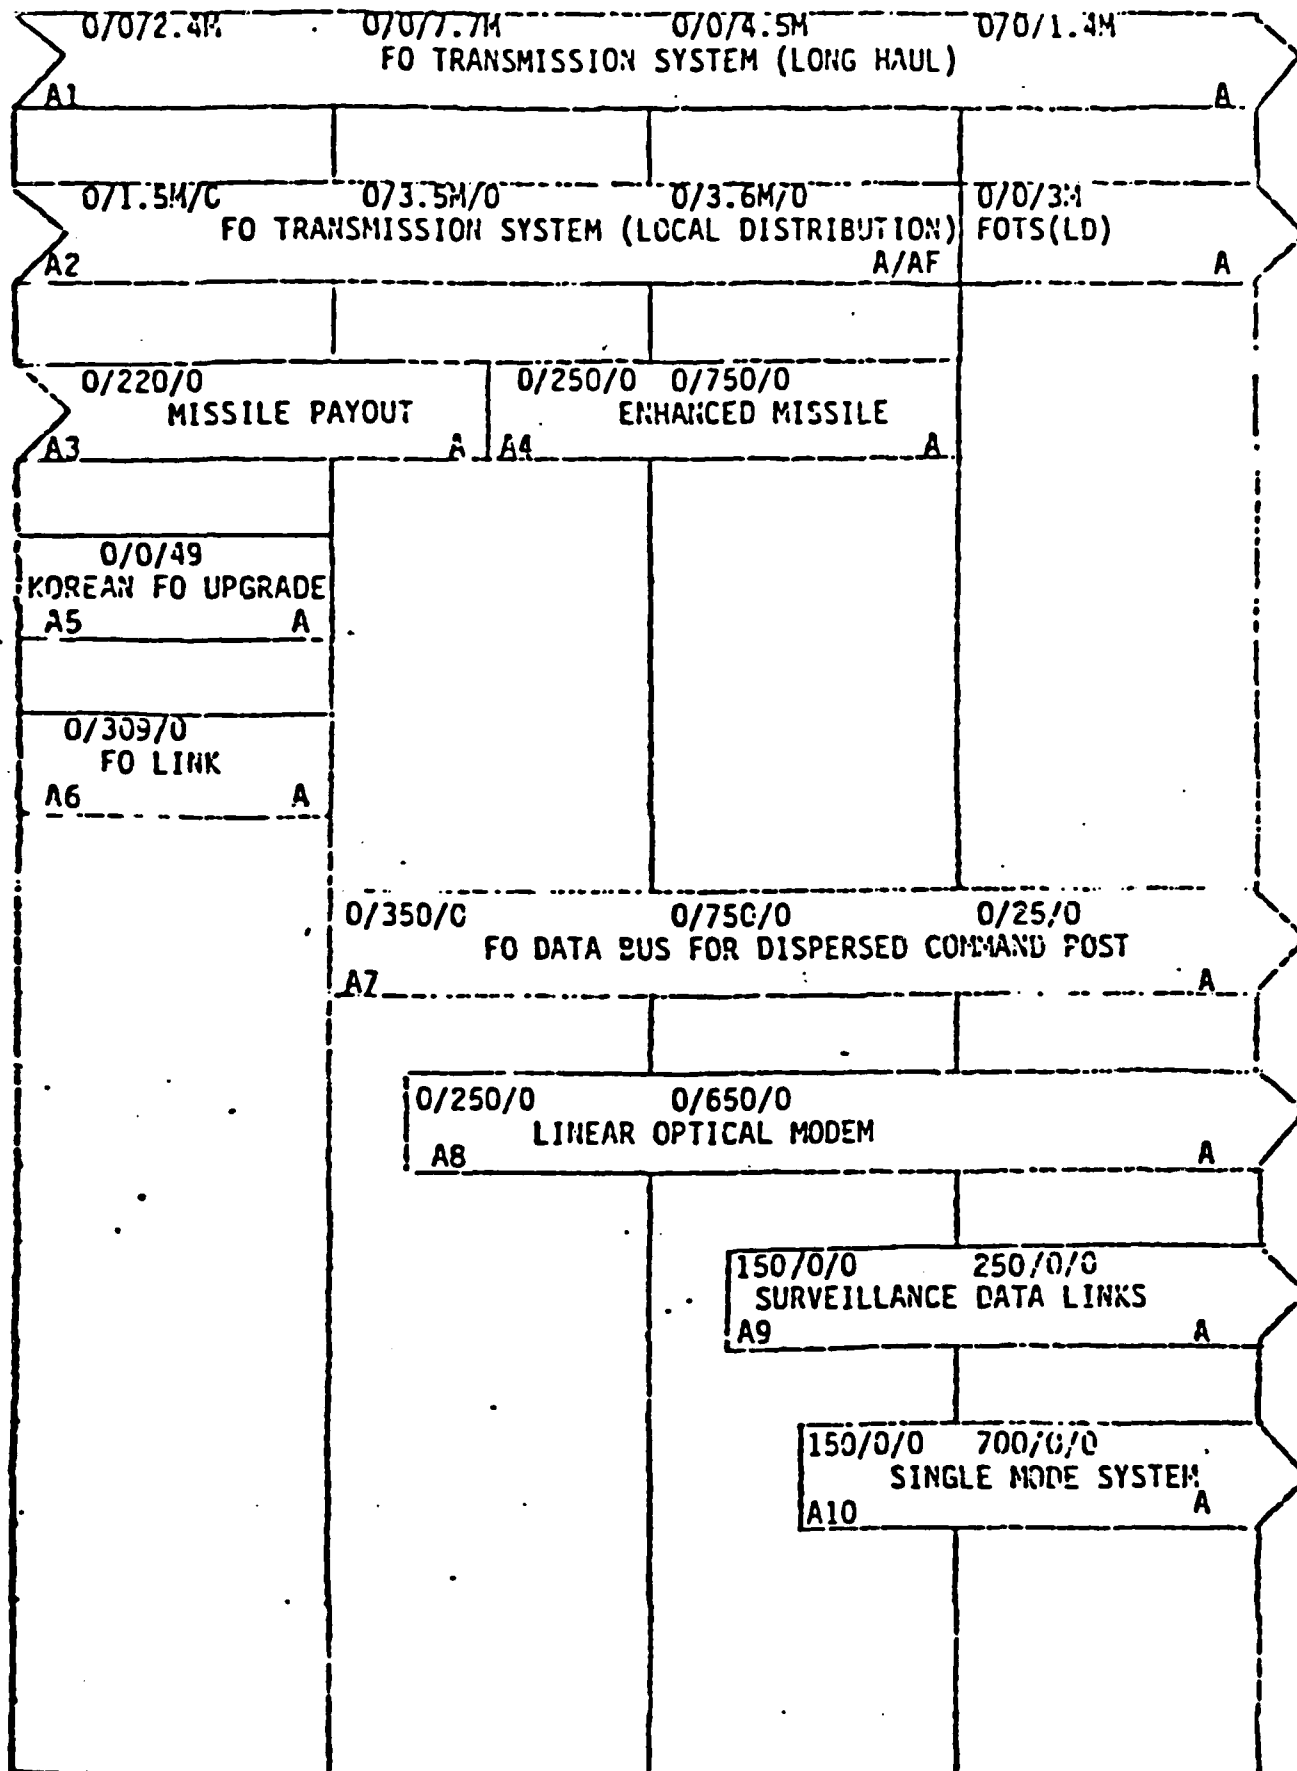 0/0/2.4M 0/0/7.7M 0/0/4.5M 0/0/1.4M
FO TRANSMISSION SYSTEM (LONG HAUL)
A1 A
0/1.5M/0 0/3.5M/0 0/3.6M/0 0/0/3M
FO TRANSMISSION SYSTEM (LOCAL DISTRIBUTION) FOTS(LD)
A2 A/AF A
0/220/0 0/250/0 0/750/0
MISSILE PAYOUT ENHANCED MISSILE
A3 A A4 A
0/0/49
KOREAN FO UPGRADE
A5 A
0/309/0
FO LINK
A6 A
0/350/0 0/750/0 0/25/0
FO DATA BUS FOR DISPERSED COMMAND POST
A7 A
0/250/0 0/650/0
LINEAR OPTICAL MODEM
A8 A
150/0/0 250/0/0
SURVEILLANCE DATA LINKS
A9 A
150/0/0 700/0/0
SINGLE MODE SYSTEM
A10 A